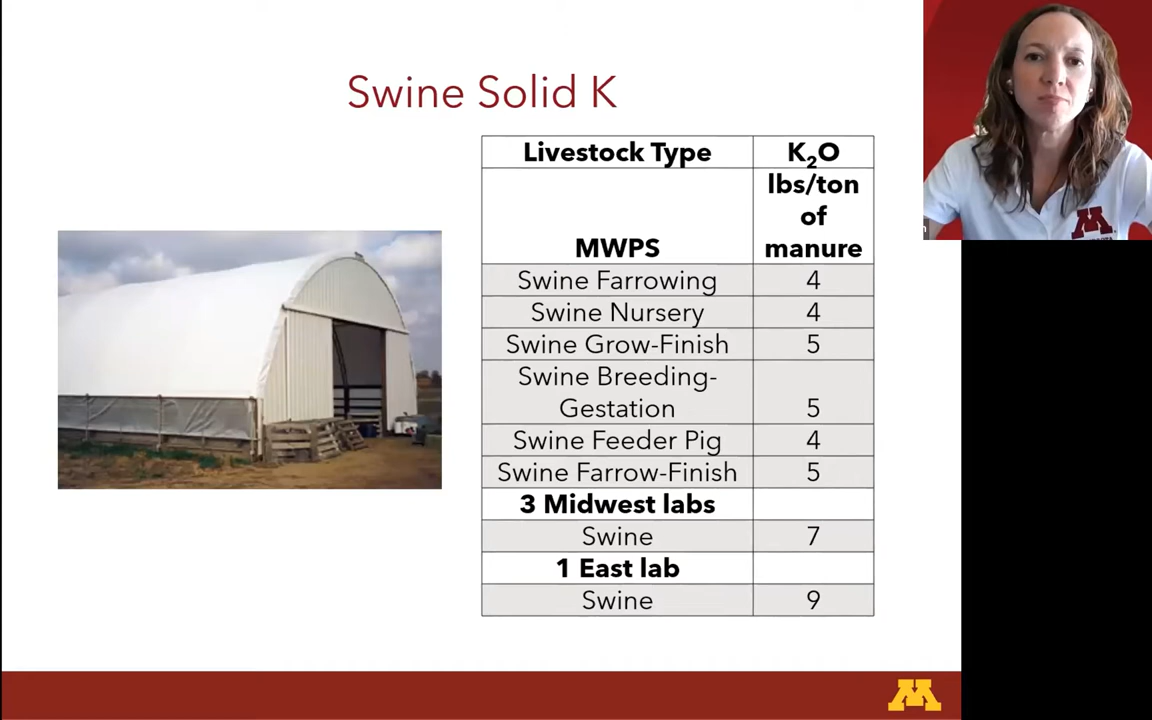 Swine Solid K
Livestock Type K₂O
MWPS lbs/ton of manure
Swine Farrowing 4
Swine Nursery 4
Swine Grow-Finish 5
Swine Breeding-
Gestation 5
Swine Feeder Pig 4
Swine Farrow-Finish 5
3 Midwest labs
Swine 7
1 East lab
Swine 9
M
M